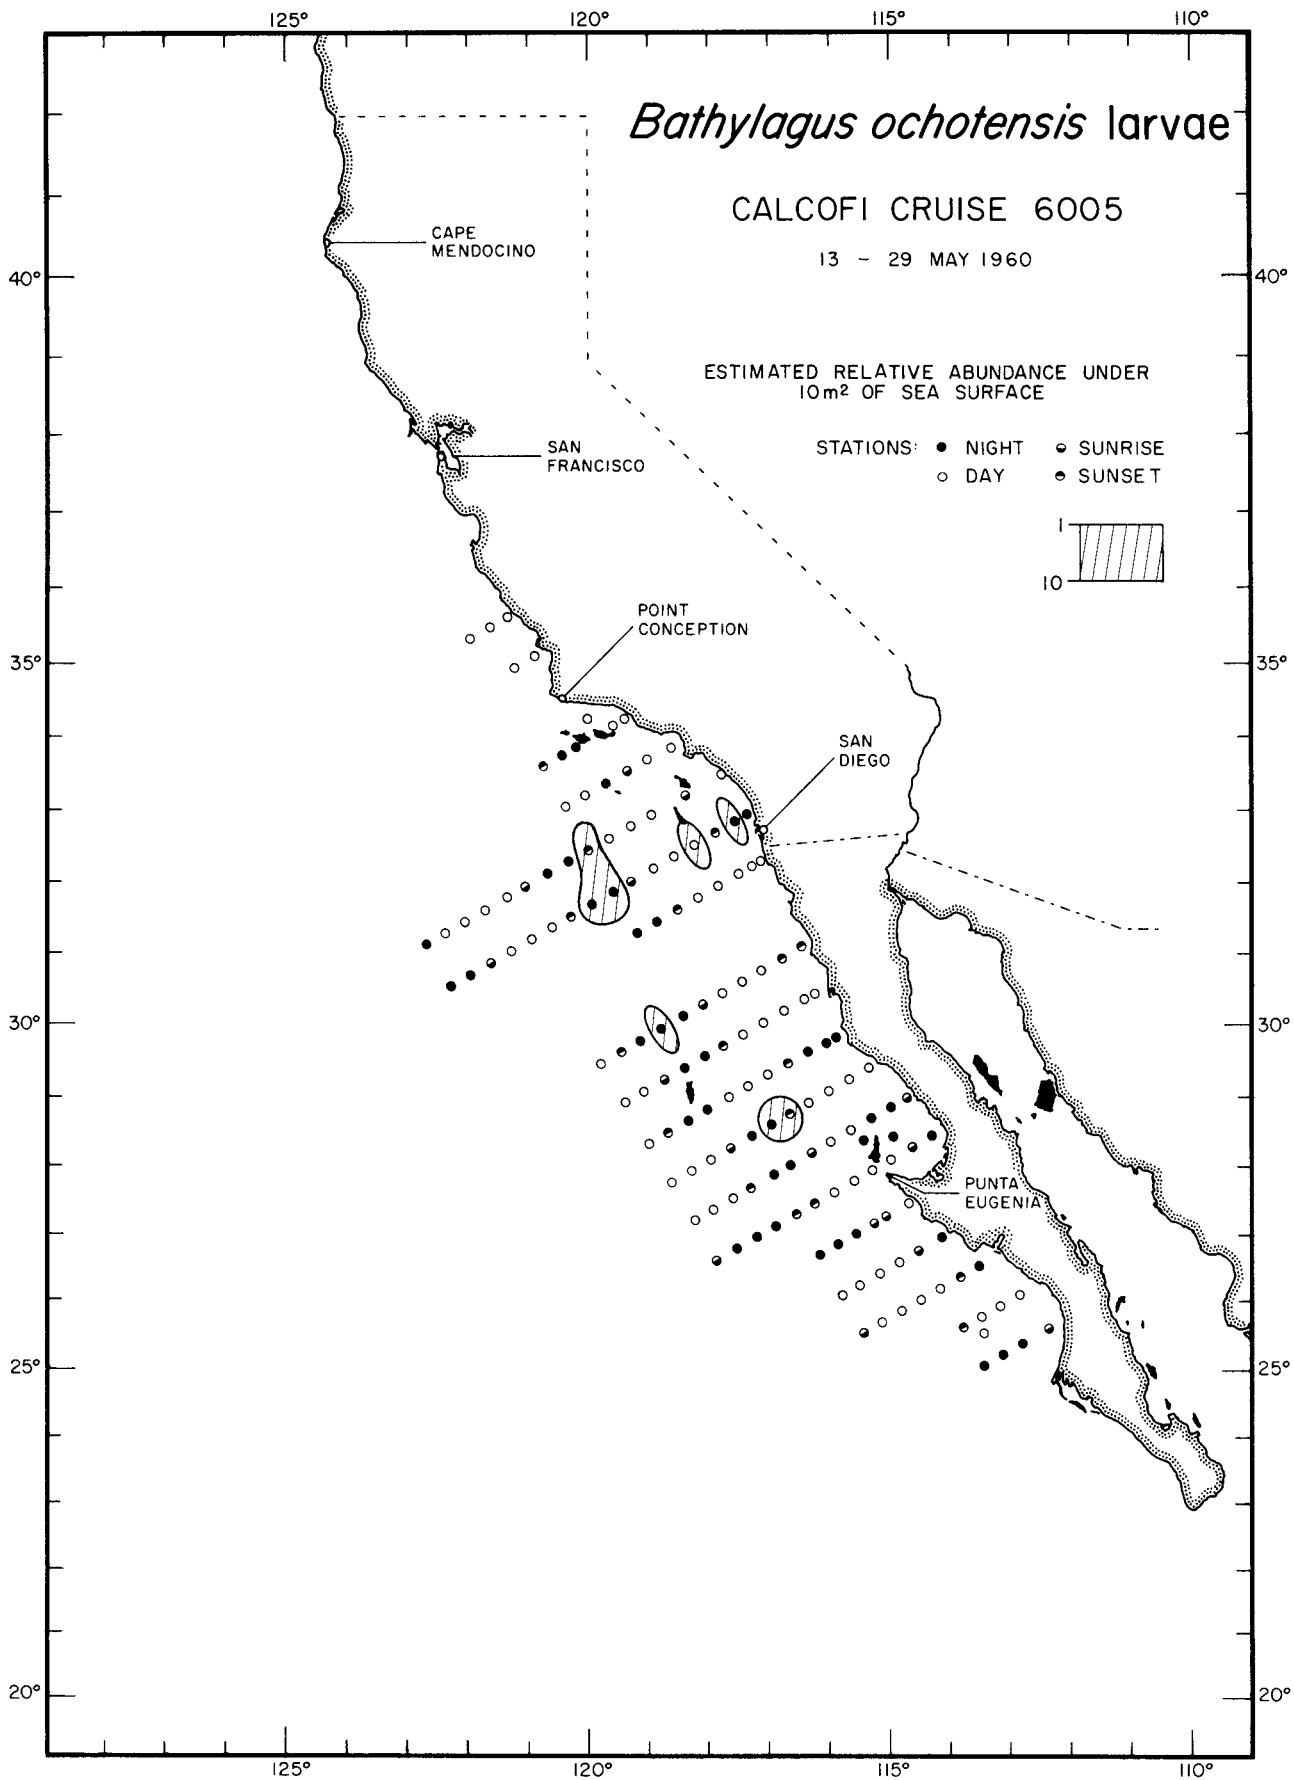 125° 120° 115° 110°
Bathylagus ochotensis larvae
CALCOFI CRUISE 6005
13 – 29 MAY 1960
CAPE
MENDOCINO
40° 40°
ESTIMATED RELATIVE ABUNDANCE UNDER
10m² OF SEA SURFACE
STATIONS: ● NIGHT ◒ SUNRISE
○ DAY ◓ SUNSET
SAN
FRANCISCO
1
10
POINT
CONCEPTION
35° 35°
SAN
DIEGO
30° 30°
PUNTA
EUGENIA
25° 25°
20° 20°
125° 120° 115° 110°